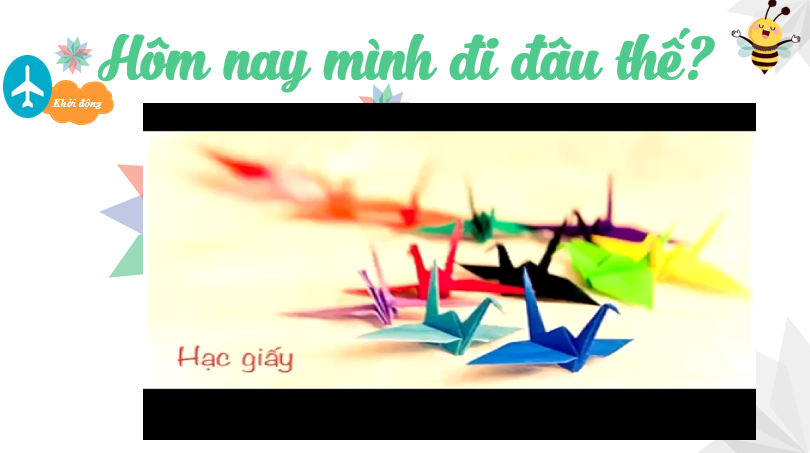 Hôm nay mình đi đâu thế?
Khởi động
Hạc giấy